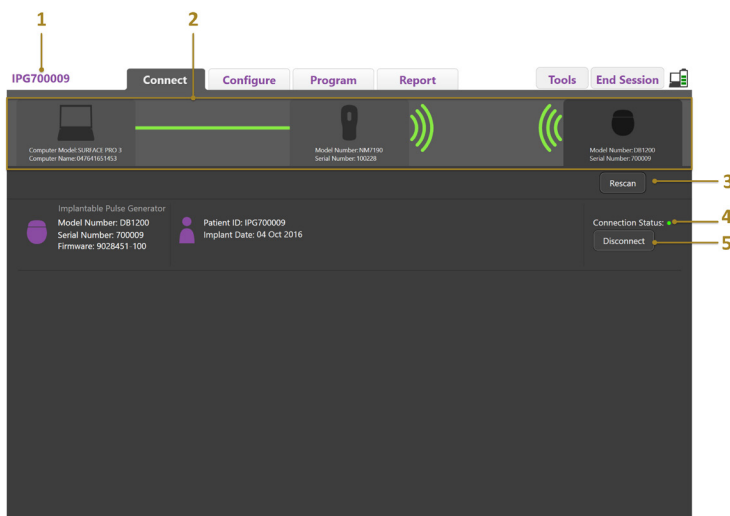 1
2
IPG700009
Connect
Configure
Program
Report
Tools
End Session
Computer Model:SURFACE PRO 3
Computer Name:047641651453
Model Number:NM7190
Serial Number:100228
Model Number:DB1200
Serial Number:700009
Rescan
3
Implantable Pulse Generator
Model Number: DB1200
Serial Number: 700009
Firmware: 9028451-100
Patient ID: IPG700009
Implant Date: 04 Oct 2016
Connection Status:
4
Disconnect
5